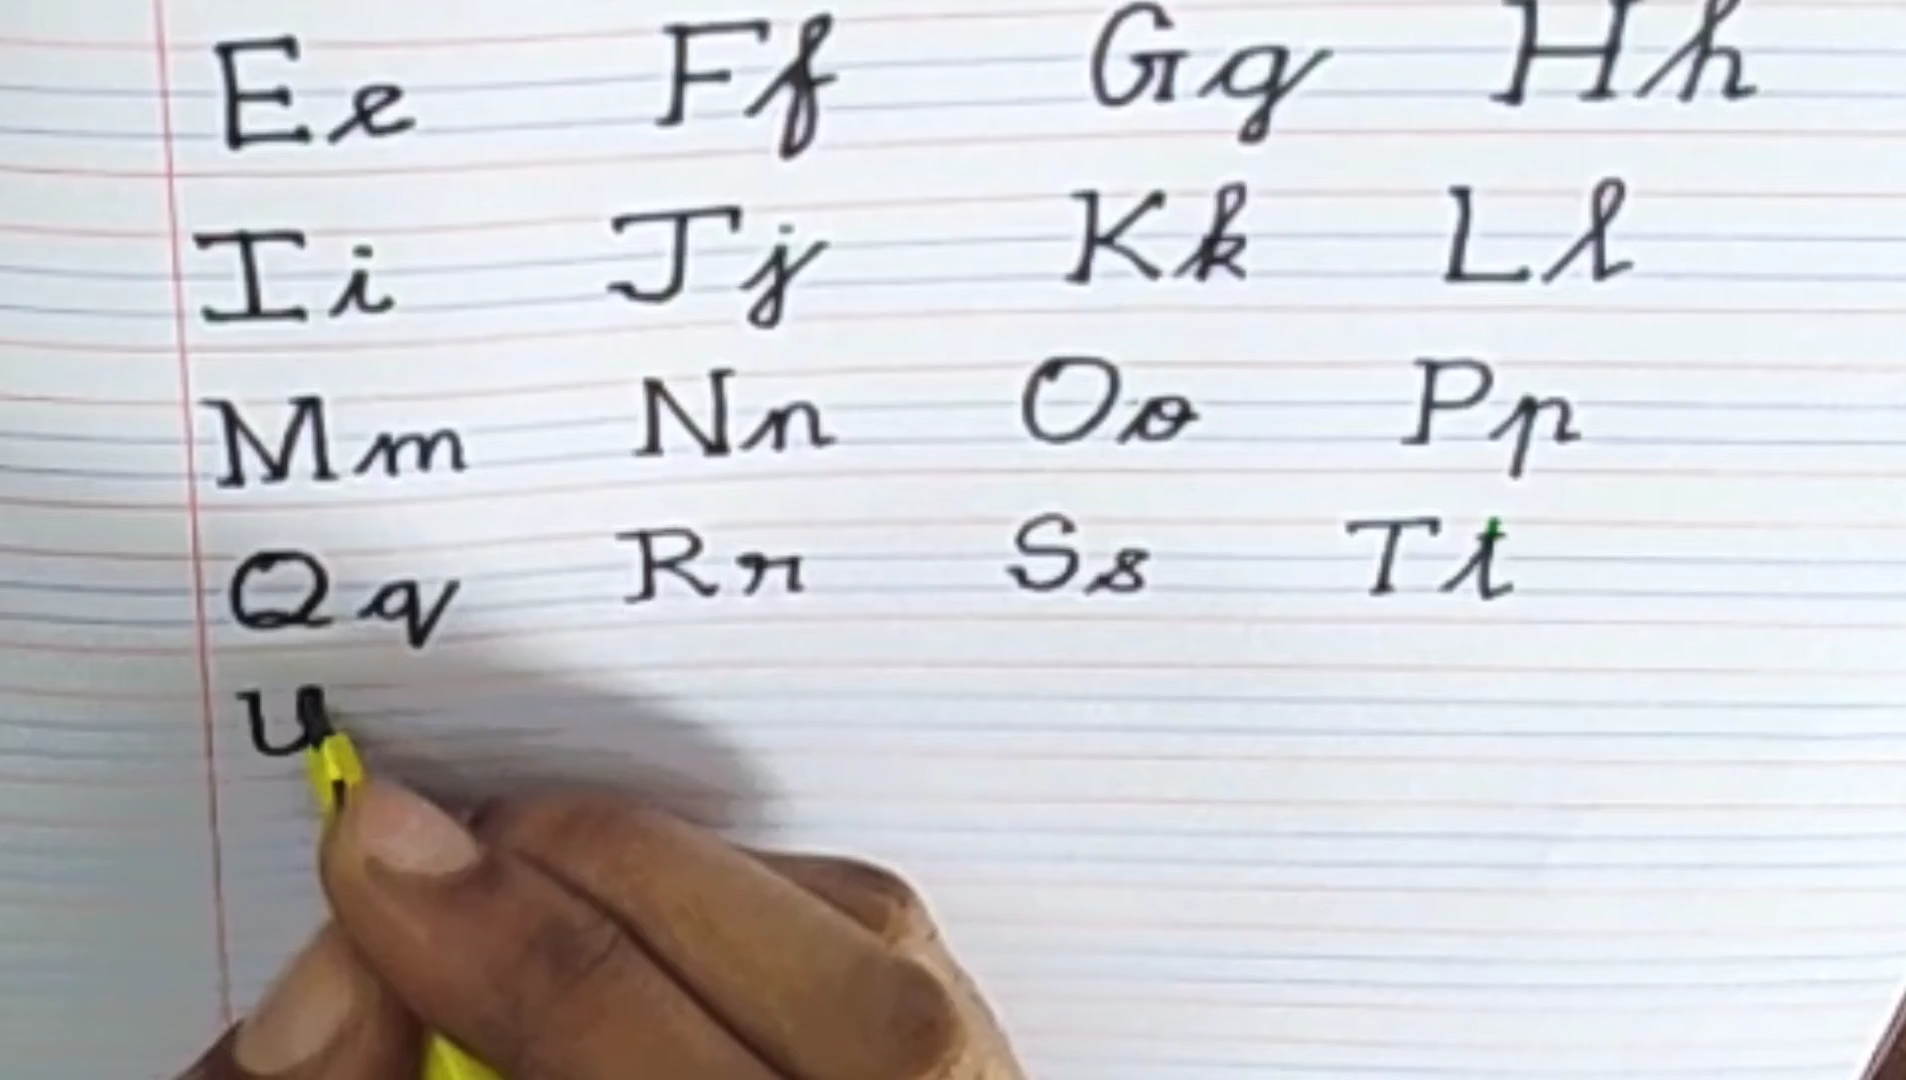 Ee Ff Gg Hh
Ii Jj Kk Ll
Mm Nn Oo Pp
Qq Rr Ss Tt
U